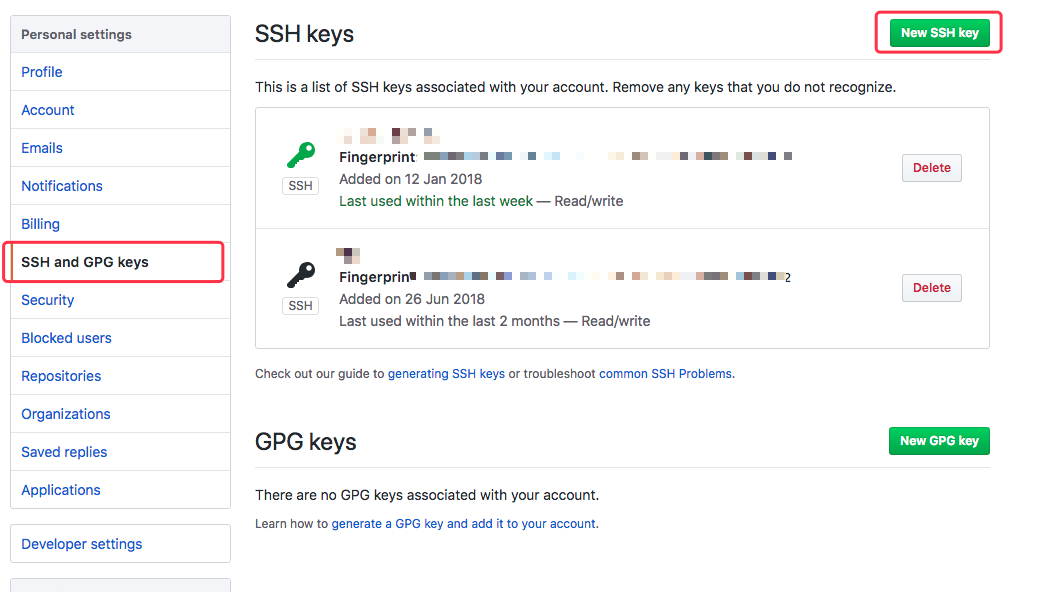 Personal settings
Profile
Account
Emails
Notifications
Billing
SSH and GPG keys
Security
Blocked users
Repositories
Organizations
Saved replies
Applications
Developer settings
SSH keys
New SSH key
This is a list of SSH keys associated with your account. Remove any keys that you do not recognize.
Fingerprint
SSH
Added on 12 Jan 2018
Last used within the last week — Read/write
Delete
Fingerprint 2
SSH
Added on 26 Jun 2018
Last used within the last 2 months — Read/write
Delete
Check out our guide to generating SSH keys or troubleshoot common SSH Problems.
GPG keys
New GPG key
There are no GPG keys associated with your account.
Learn how to generate a GPG key and add it to your account.